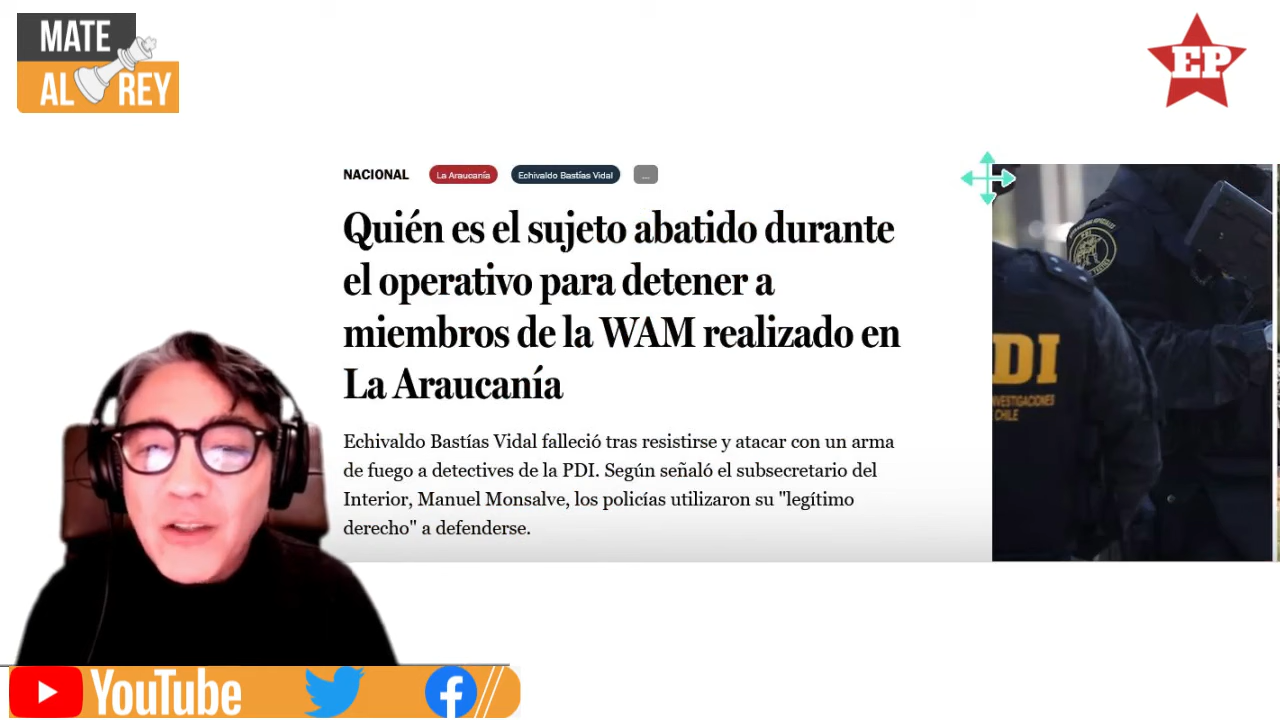 MATE
AL REY
EP
NACIONAL La Araucanía Echivaldo Bastías Vidal ...
Quién es el sujeto abatido durante
el operativo para detener a
miembros de la WAM realizado en
La Araucanía
Echivaldo Bastías Vidal falleció tras resistirse y atacar con un arma
de fuego a detectives de la PDI. Según señaló el subsecretario del
Interior, Manuel Monsalve, los policías utilizaron su "legítimo
derecho" a defenderse.
PDI
DI
INVESTIGACIONES
CHILE
YouTube